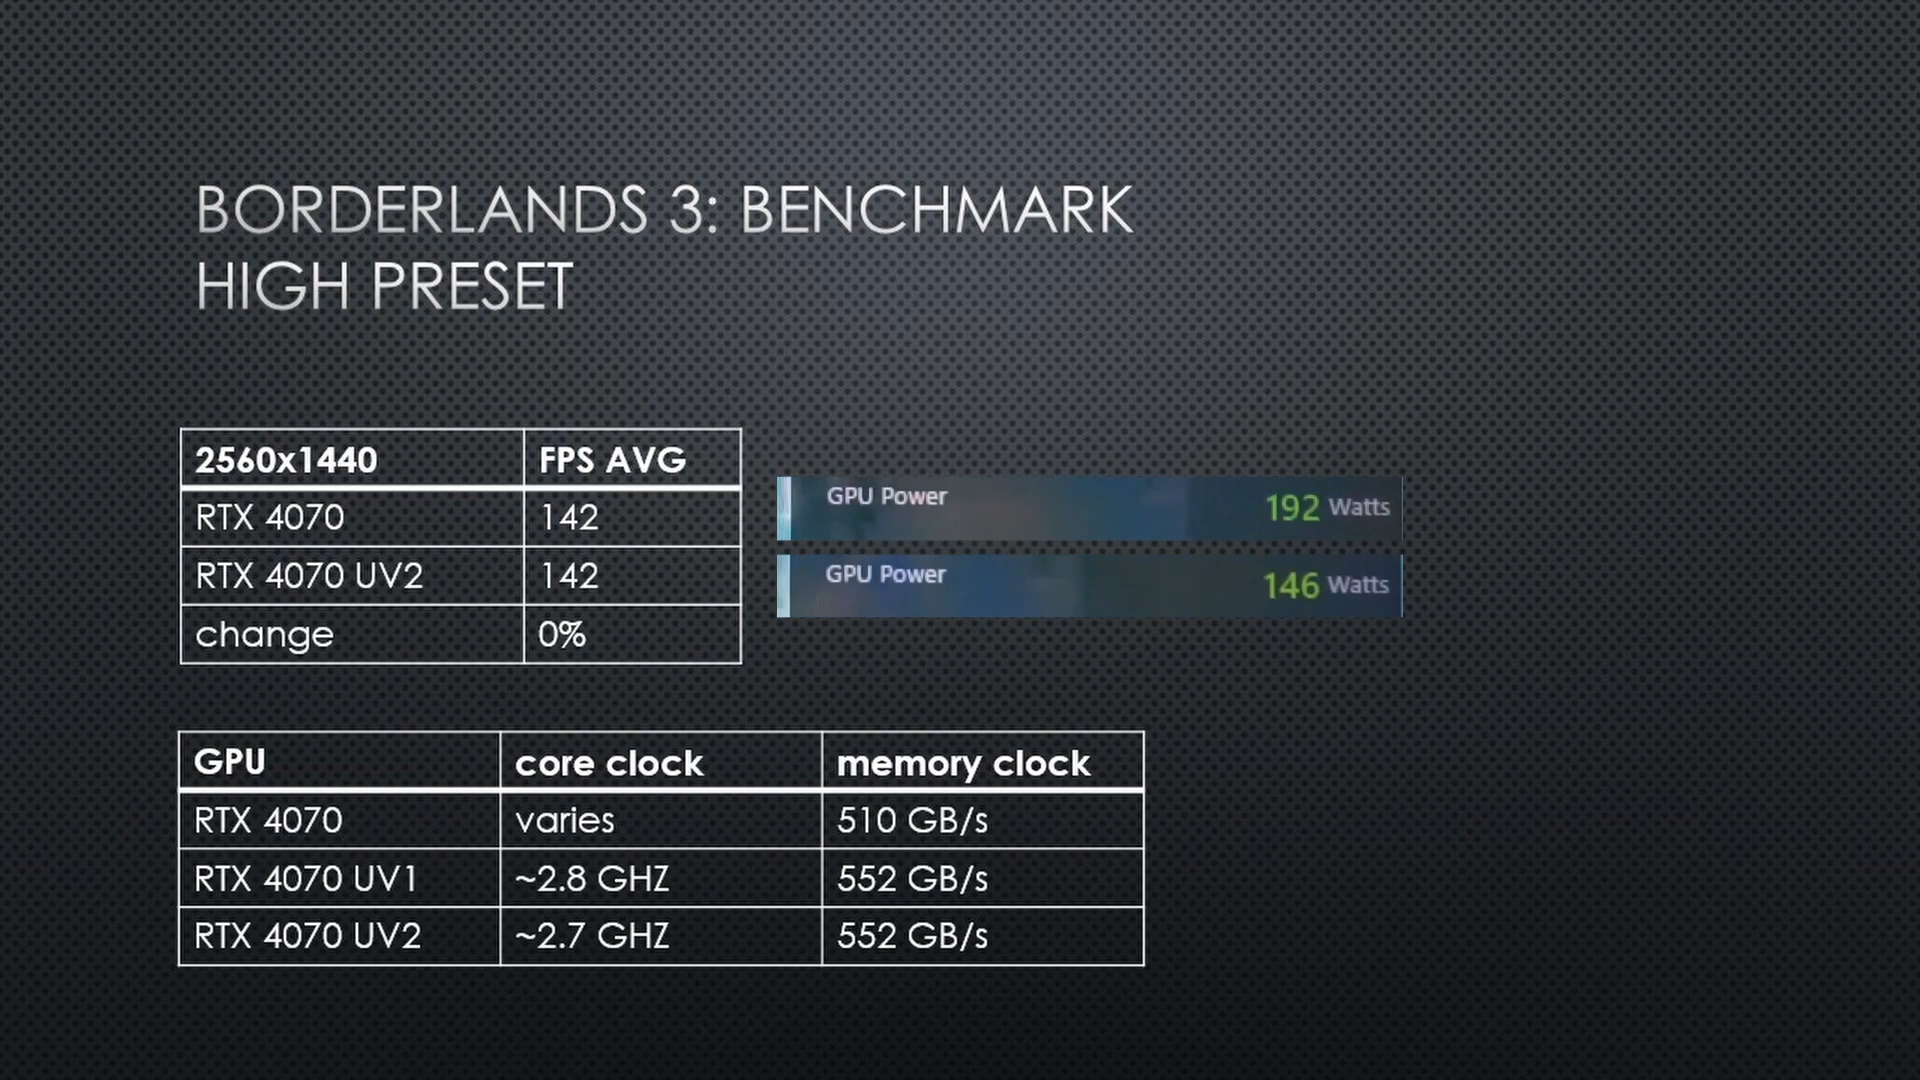 BORDERLANDS 3: BENCHMARK
HIGH PRESET
2560x1440 FPS AVG
RTX 4070 142
RTX 4070 UV2 142
change 0%
GPU Power 192 Watts
GPU Power 146 Watts
GPU core clock memory clock
RTX 4070 varies 510 GB/s
RTX 4070 UV1 ~2.8 GHZ 552 GB/s
RTX 4070 UV2 ~2.7 GHZ 552 GB/s